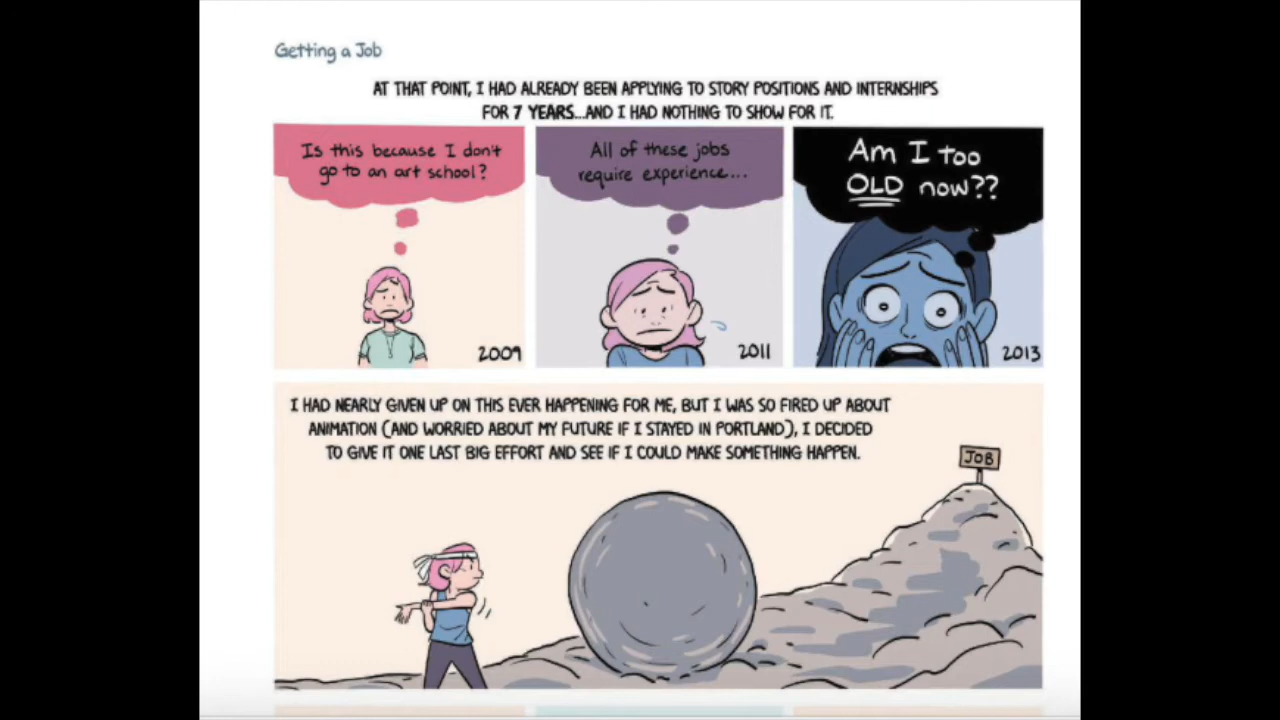 Getting a Job
AT THAT POINT, I HAD ALREADY BEEN APPLYING TO STORY POSITIONS AND INTERNSHIPS
FOR 7 YEARS...AND I HAD NOTHING TO SHOW FOR IT.
Is this because I don't
go to an art school?
2009
All of these jobs
require experience...
2011
Am I too
OLD now??
2013
I HAD NEARLY GIVEN UP ON THIS EVER HAPPENING FOR ME, BUT I WAS SO FIRED UP ABOUT
ANIMATION (AND WORRIED ABOUT MY FUTURE IF I STAYED IN PORTLAND), I DECIDED
TO GIVE IT ONE LAST BIG EFFORT AND SEE IF I COULD MAKE SOMETHING HAPPEN.
JOB